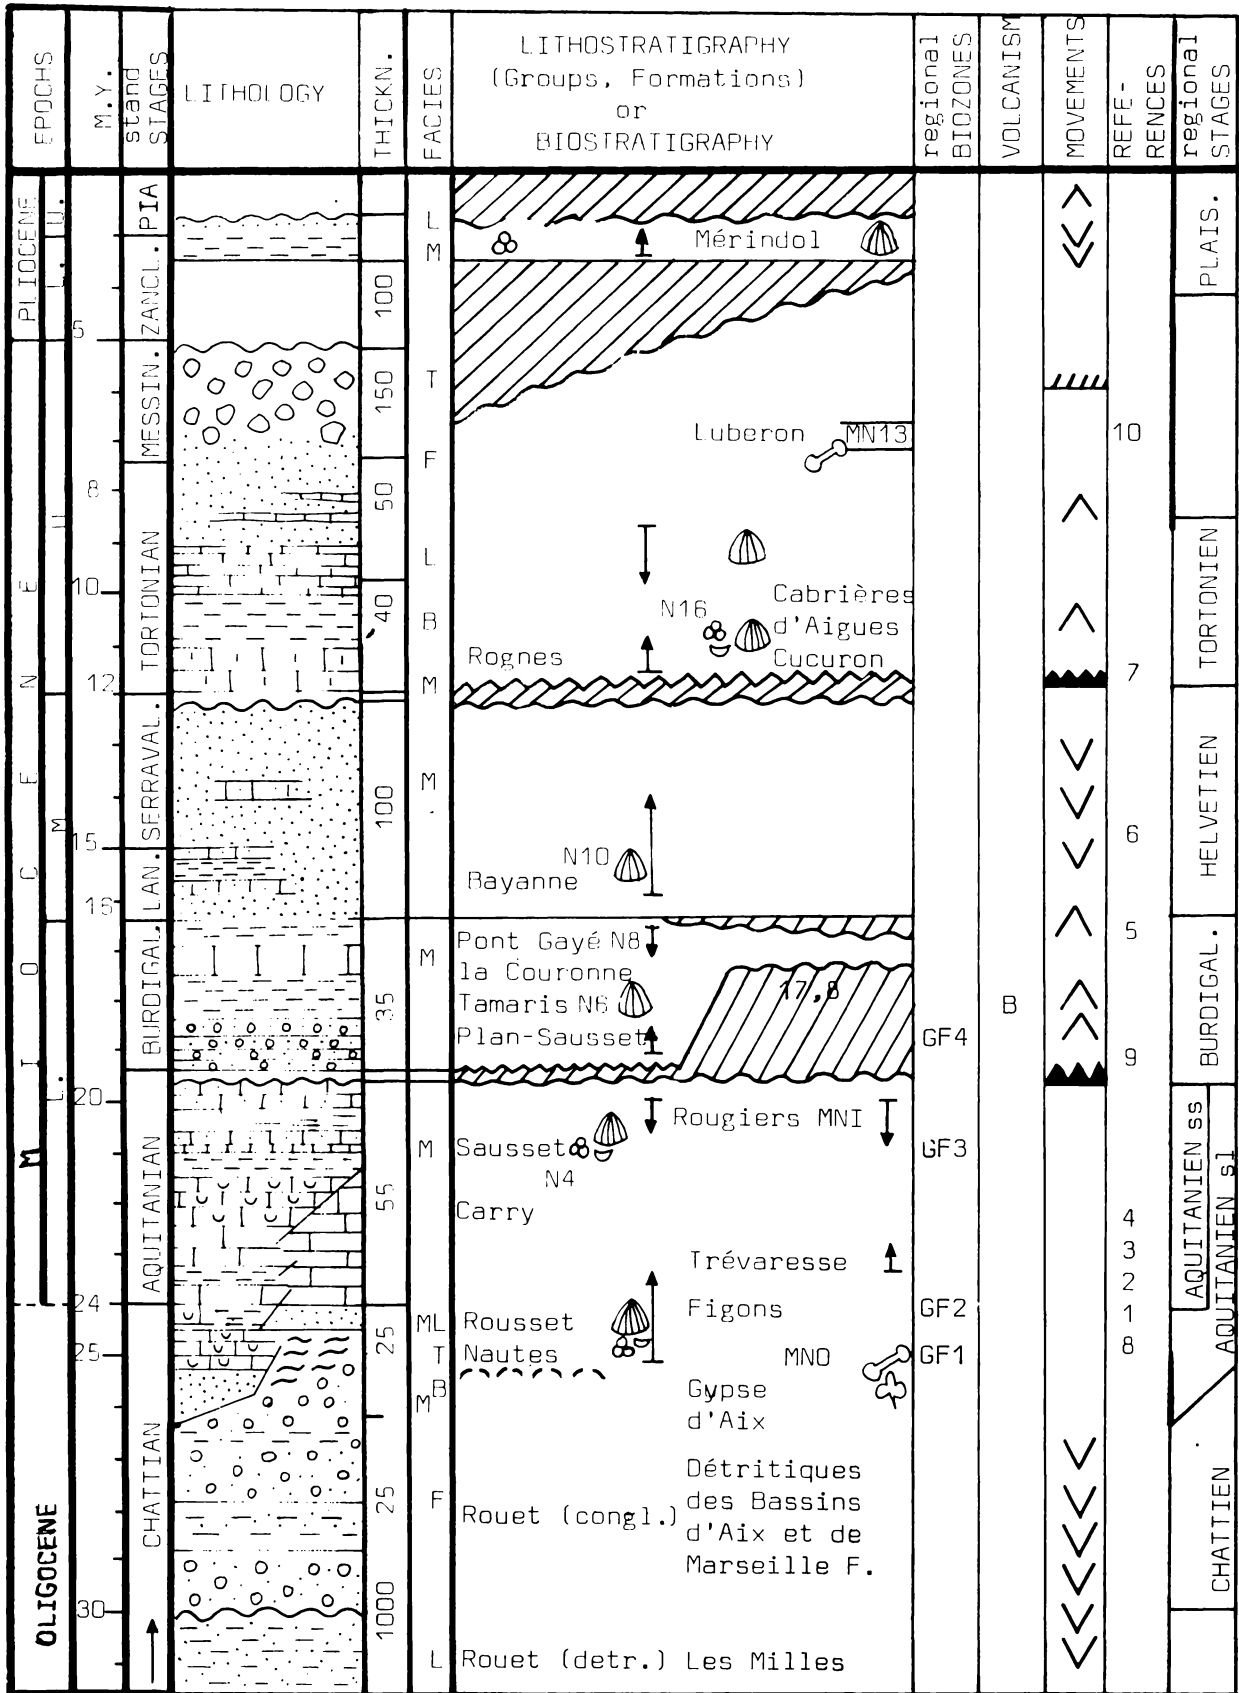 EPOCHS
M.Y.
stand
STAGES
LITHOLOGY
THICKN.
FACIES
LITHOSTRATIGRAPHY
(Groups, Formations)
or
BIOSTRATIGRAPHY
regional
BIOZONES
VOLCANISM
MOVEMENTS
REFE-
RENCES
regional
STAGES
PLIOCENE
U.
L.
PIA
ZANCL.
L
M
Mérindol
PLAIS.
100
5
MESSIN.
150
T
Luberon
MN13
10
F
8
50
MIOCENE
U
TORTONIAN
L
10
40
B
N16
Cabrières
d'Aigues
Cucuron
Rognes
TORTONIEN
12
M
7
SERRAVAL.
M
100
M
15
LAN.
N10
Bayanne
6
HELVETIEN
16
BURDIGAL.
M
35
Pont Gayé N8
la Couronne
Tamaris N6
Plan-Sausset
17,8
GF4
B
5
9
BURDIGAL.
L.
20
AQUITANIAN
M
55
Sausset
N4
Carry
Rougiers MNI
GF3
Trévaresse
4
3
2
1
8
AQUITANIEN ss
AQUITANIEN sl
24
25
25
ML
T
B
M
Rousset
Nautes
Figons
MN0
GF2
GF1
Gypse
d'Aix
OLIGOCENE
CHATTIAN
25
F
Rouet (congl.)
Détritiques
des Bassins
d'Aix et de
Marseille F.
CHATTIEN
30
1000
L
Rouet (detr.)
Les Milles